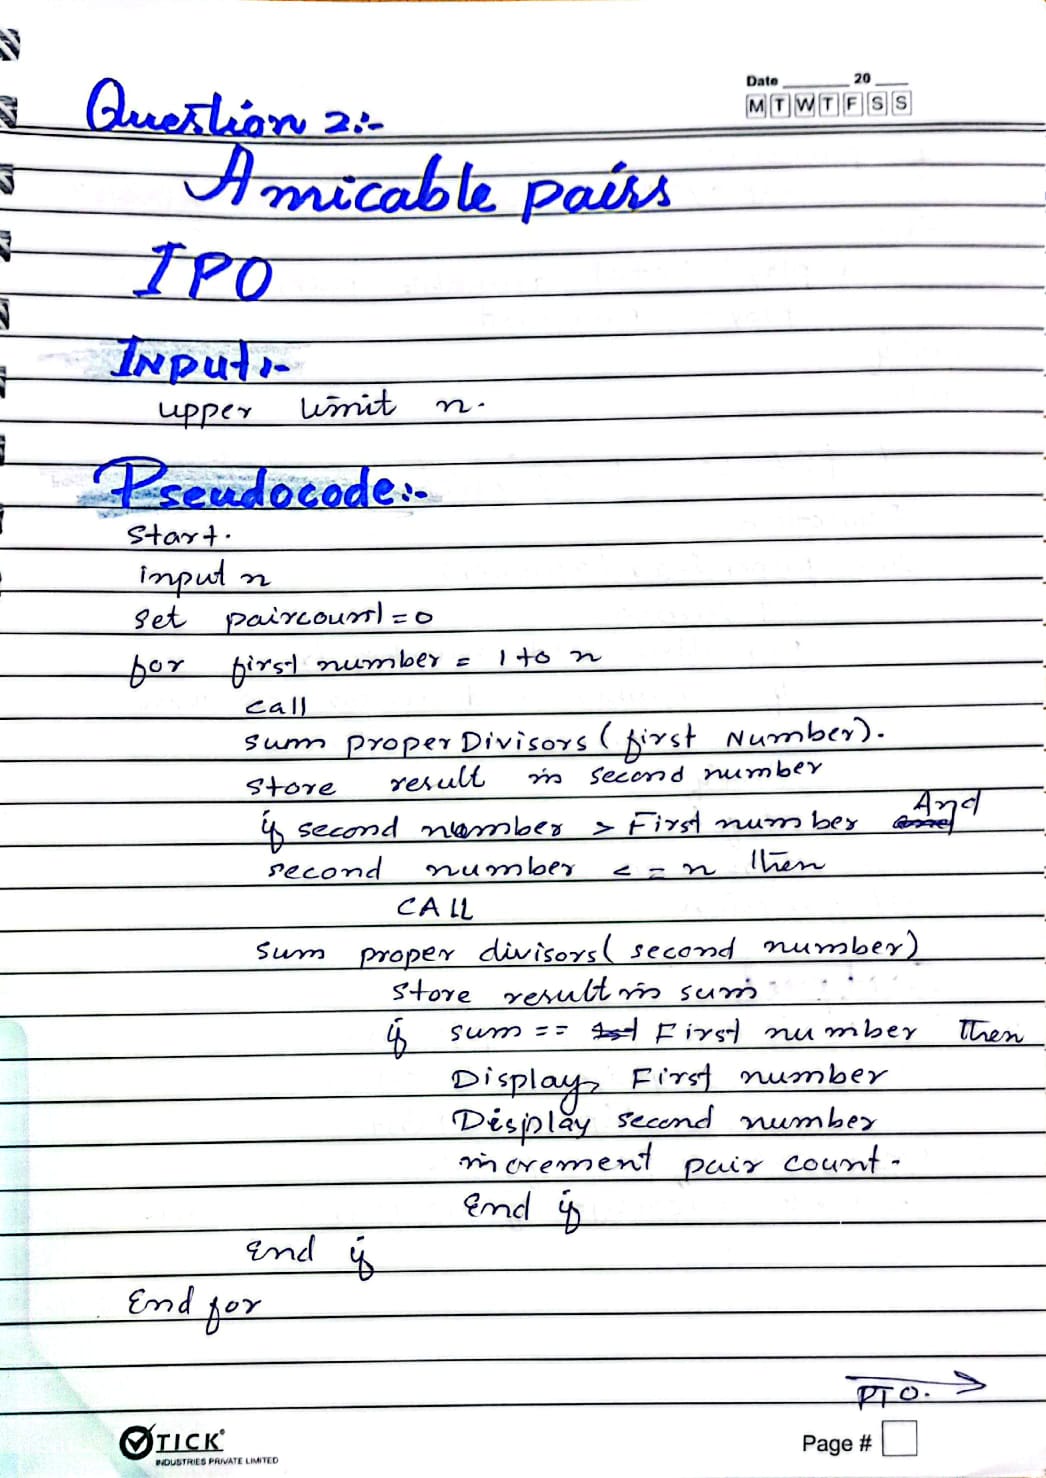 Date 20
M T W T F S S
Question 2:-
Amicable pairs
IPO
Input:-
upper limit n.
Pseudocode:-
Start.
input n
Set paircount = 0
for first number = 1 to n
call
sum proper Divisors (first Number).
Store result in second number
if second number > First number And
second number <= n then
CALL
sum proper divisors (second number)
Store result in sum
if sum == First number Then
Display First number
Display second number
increment pair count.
End if
End if
End for
PTO.
TICK
INDUSTRIES PRIVATE LIMITED
Page #